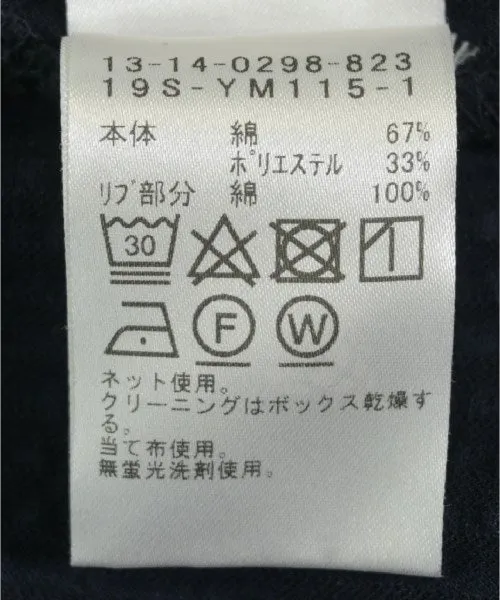 13-14-0298-823
19S-YM115-1
本体 綿 67%
ポリエステル 33%
リブ部分 綿 100%
30
F W
ネット使用。
クリーニングはボックス乾燥す
る。
当て布使用。
無蛍光洗剤使用。